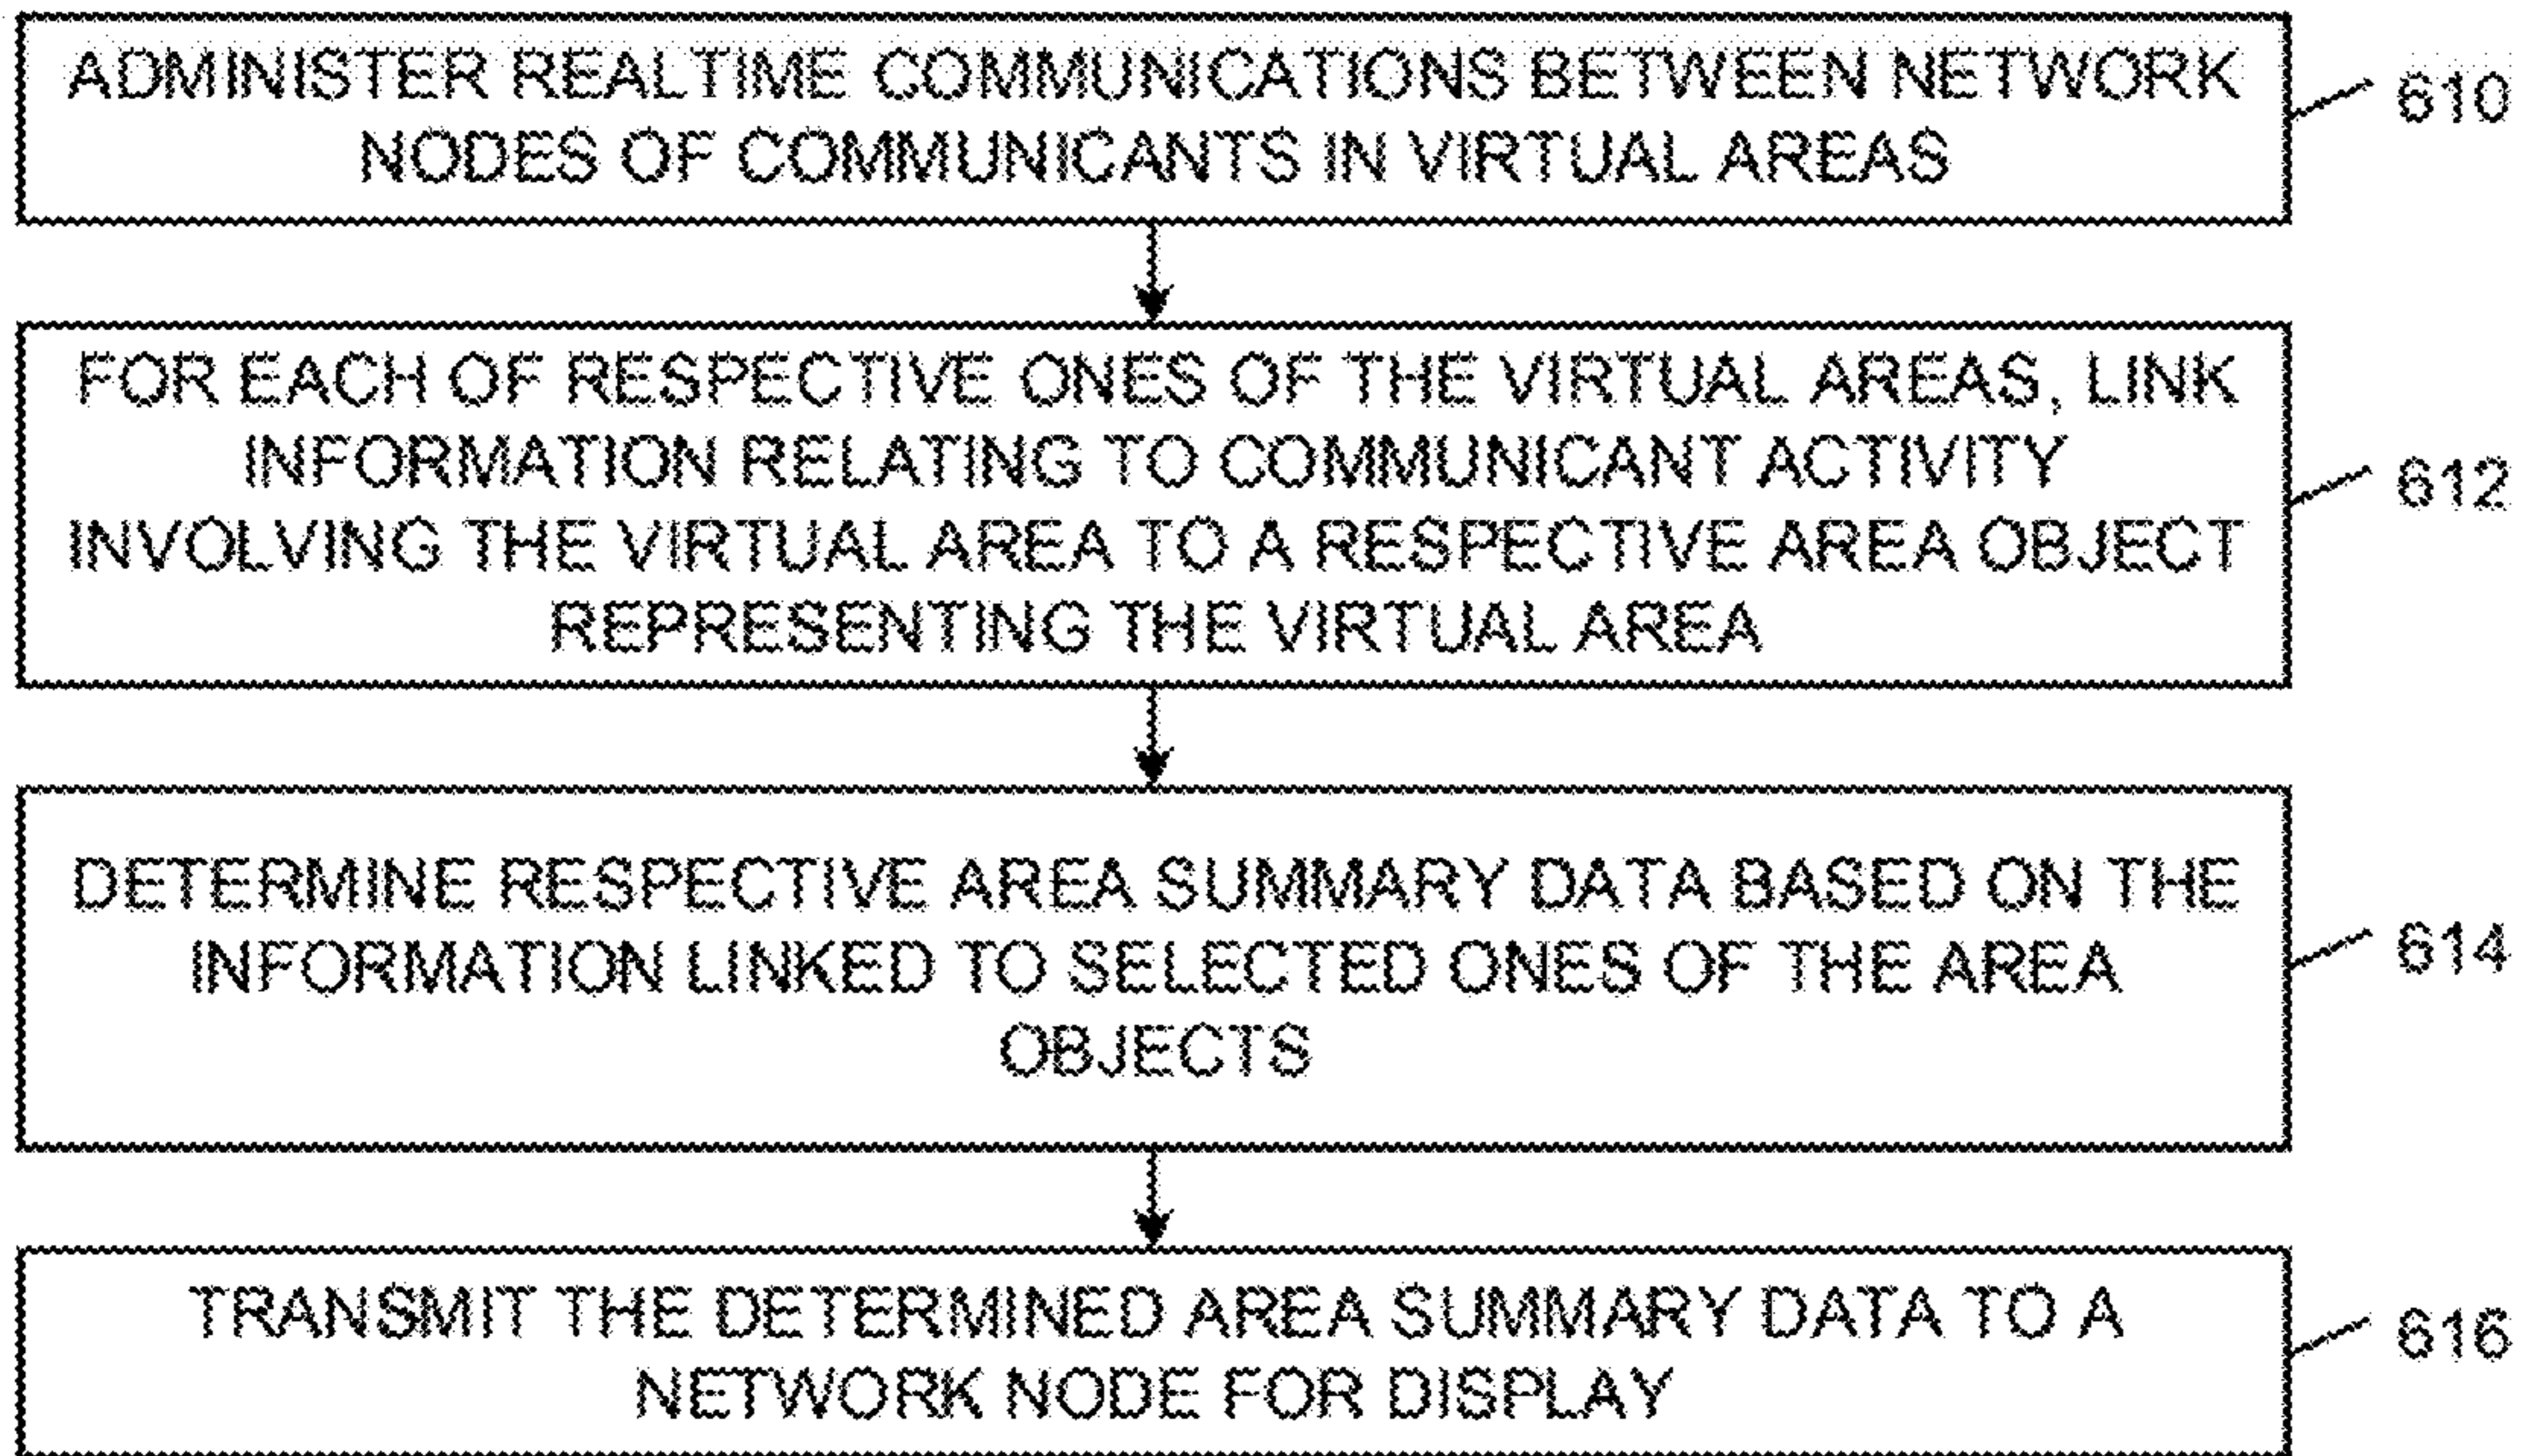 ADMINISTER REALTIME COMMUNICATIONS BETWEEN NETWORK
NODES OF COMMUNICANTS IN VIRTUAL AREAS
610
FOR EACH OF RESPECTIVE ONES OF THE VIRTUAL AREAS, LINK
INFORMATION RELATING TO COMMUNICANT ACTIVITY
INVOLVING THE VIRTUAL AREA TO A RESPECTIVE AREA OBJECT
REPRESENTING THE VIRTUAL AREA
612
DETERMINE RESPECTIVE AREA SUMMARY DATA BASED ON THE
INFORMATION LINKED TO SELECTED ONES OF THE AREA
OBJECTS
614
TRANSMIT THE DETERMINED AREA SUMMARY DATA TO A
NETWORK NODE FOR DISPLAY
616